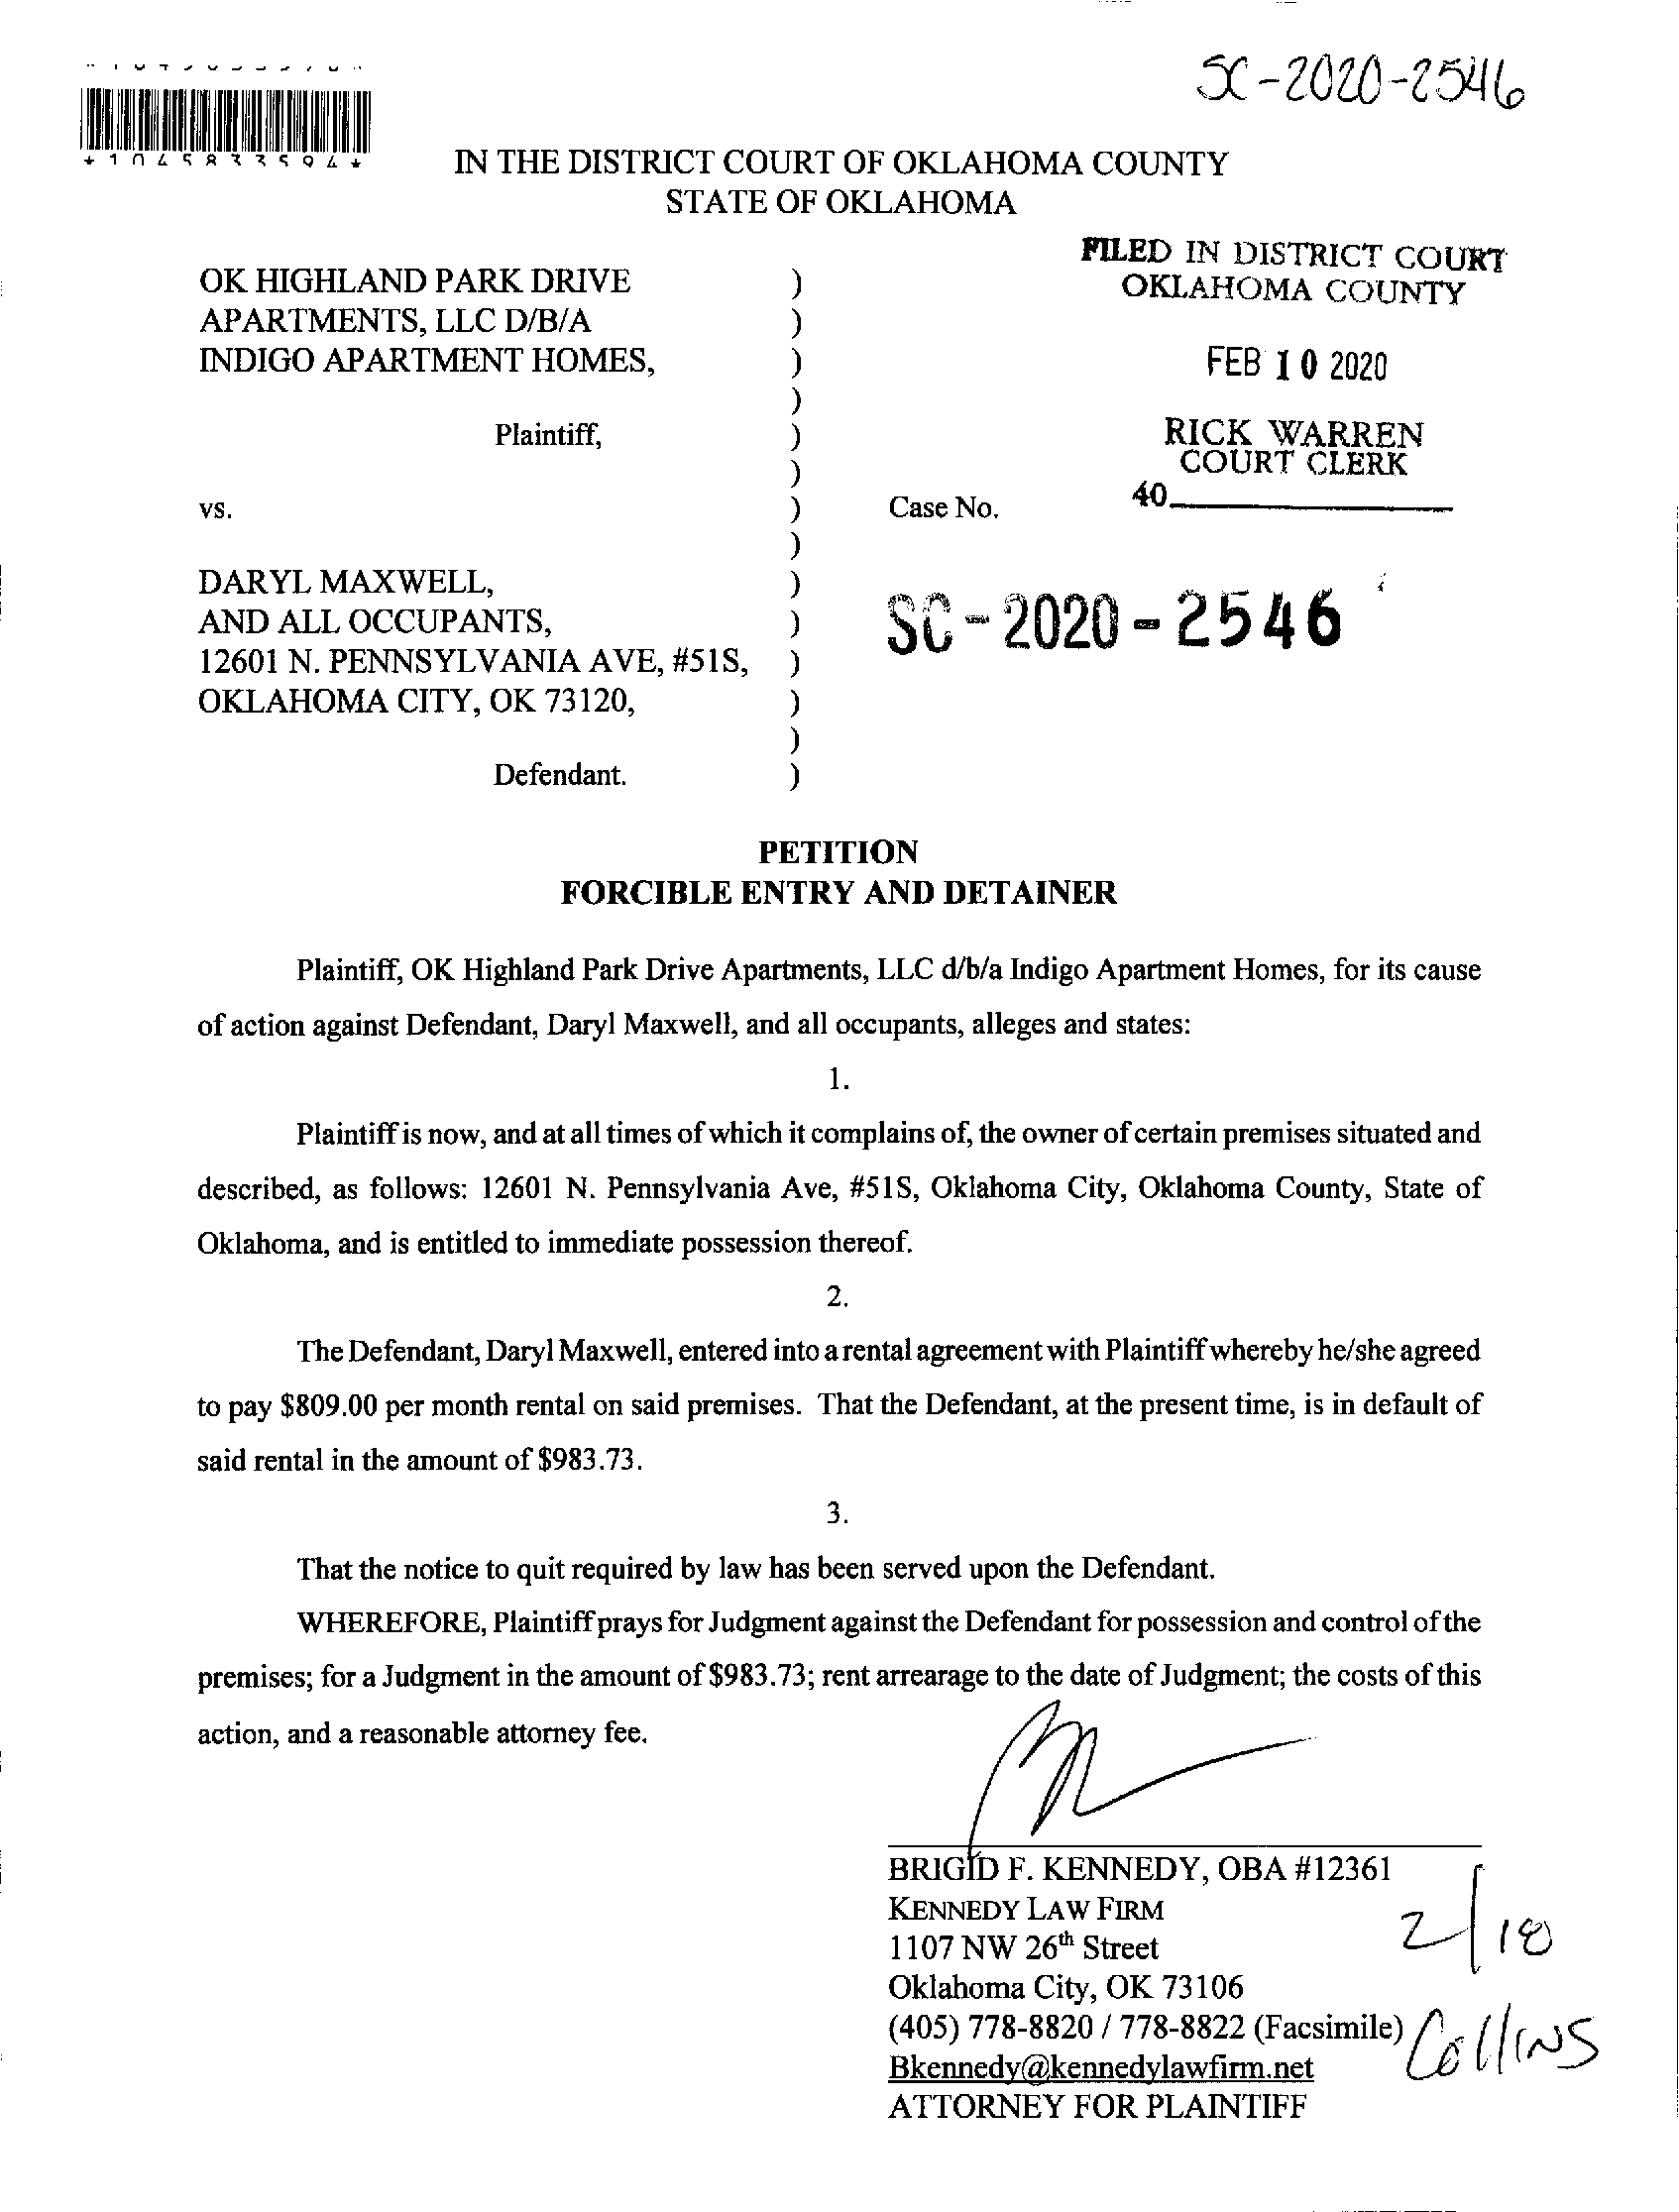 SC-2020-2546
*1045833594*
IN THE DISTRICT COURT OF OKLAHOMA COUNTY
STATE OF OKLAHOMA
FILED IN DISTRICT COURT
OKLAHOMA COUNTY
FEB 10 2020
RICK WARREN
COURT CLERK
40
OK HIGHLAND PARK DRIVE )
APARTMENTS, LLC D/B/A )
INDIGO APARTMENT HOMES, )
)
Plaintiff, )
)
vs. ) Case No.
)
DARYL MAXWELL, )
AND ALL OCCUPANTS, ) SC-2020-2546
12601 N. PENNSYLVANIA AVE, #51S, )
OKLAHOMA CITY, OK 73120, )
)
Defendant. )
PETITION
FORCIBLE ENTRY AND DETAINER
Plaintiff, OK Highland Park Drive Apartments, LLC d/b/a Indigo Apartment Homes, for its cause
of action against Defendant, Daryl Maxwell, and all occupants, alleges and states:
1.
Plaintiff is now, and at all times of which it complains of, the owner of certain premises situated and
described, as follows: 12601 N. Pennsylvania Ave, #51S, Oklahoma City, Oklahoma County, State of
Oklahoma, and is entitled to immediate possession thereof.
2.
The Defendant, Daryl Maxwell, entered into a rental agreement with Plaintiff whereby he/she agreed
to pay $809.00 per month rental on said premises. That the Defendant, at the present time, is in default of
said rental in the amount of $983.73.
3.
That the notice to quit required by law has been served upon the Defendant.
WHEREFORE, Plaintiff prays for Judgment against the Defendant for possession and control of the
premises; for a Judgment in the amount of $983.73; rent arrearage to the date of Judgment; the costs of this
action, and a reasonable attorney fee.
BRIGID F. KENNEDY, OBA #12361
KENNEDY LAW FIRM
1107 NW 26th Street
Oklahoma City, OK 73106
(405) 778-8820 / 778-8822 (Facsimile)
Bkennedy@kennedylawfirm.net
ATTORNEY FOR PLAINTIFF
2/18
Collins